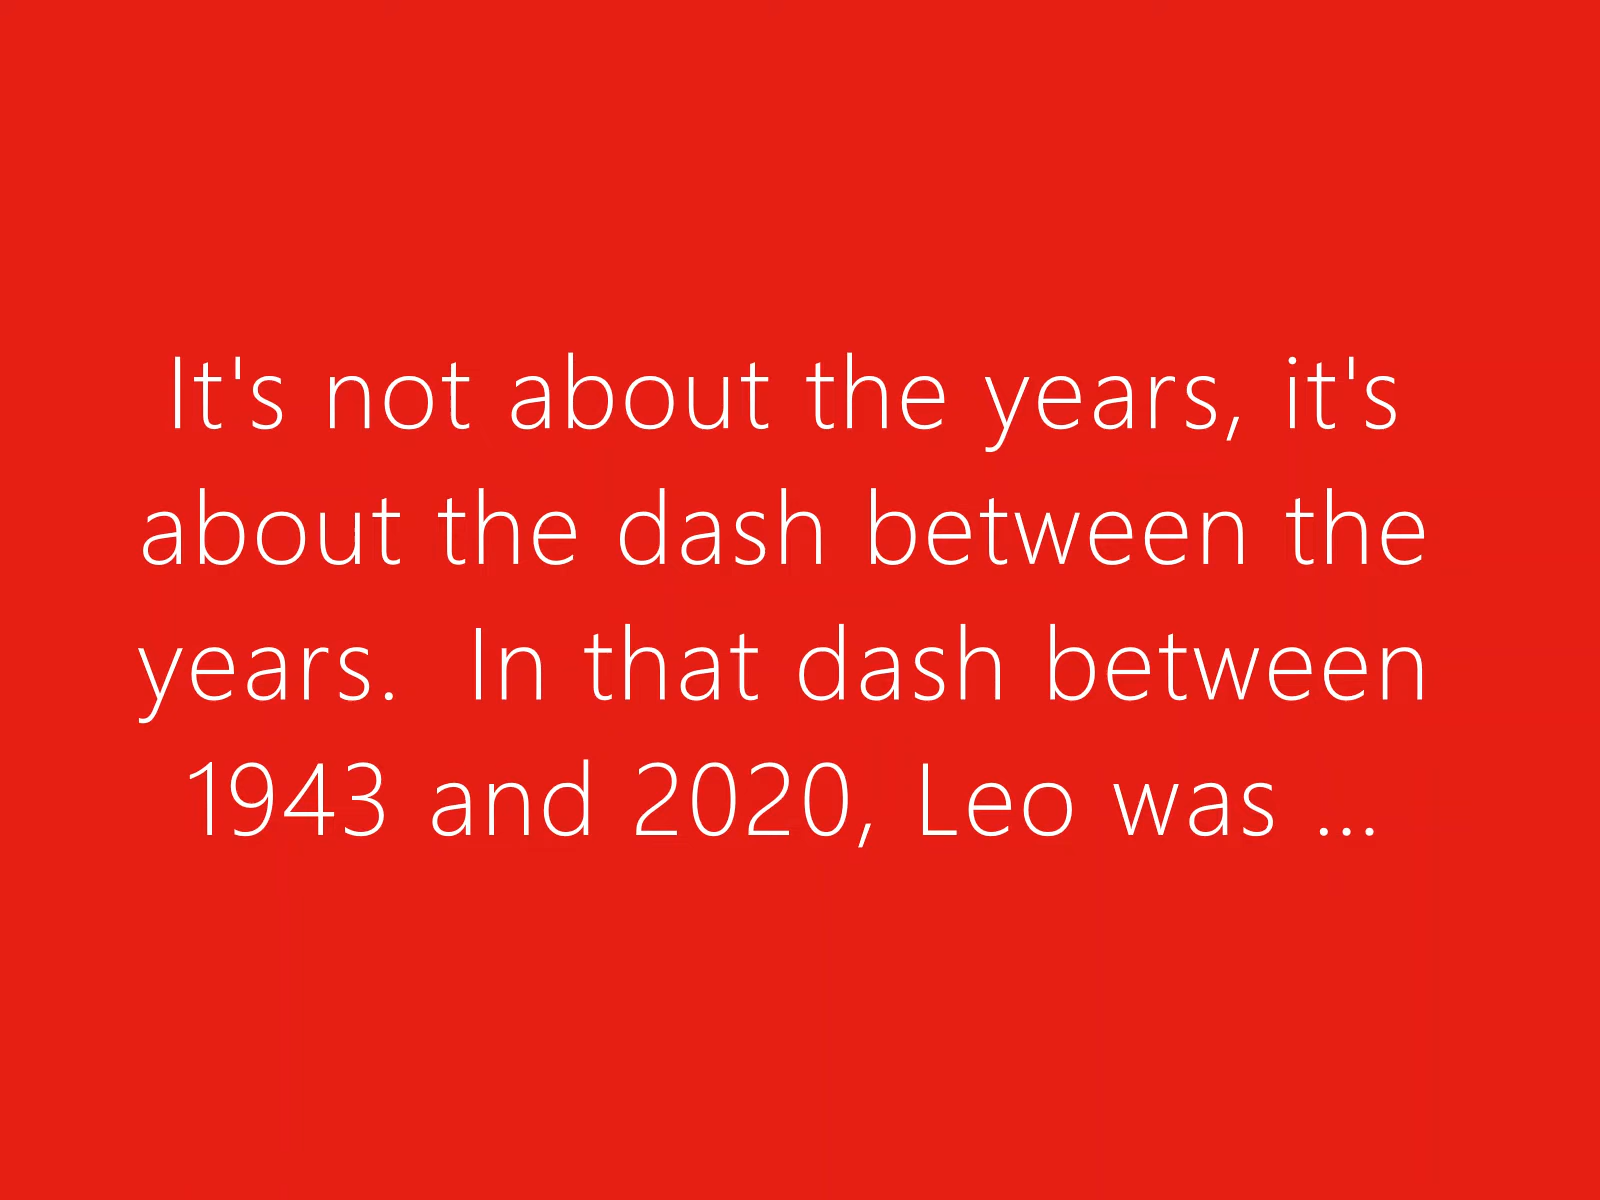 It's not about the years, it's
about the dash between the
years.  In that dash between
1943 and 2020, Leo was ...